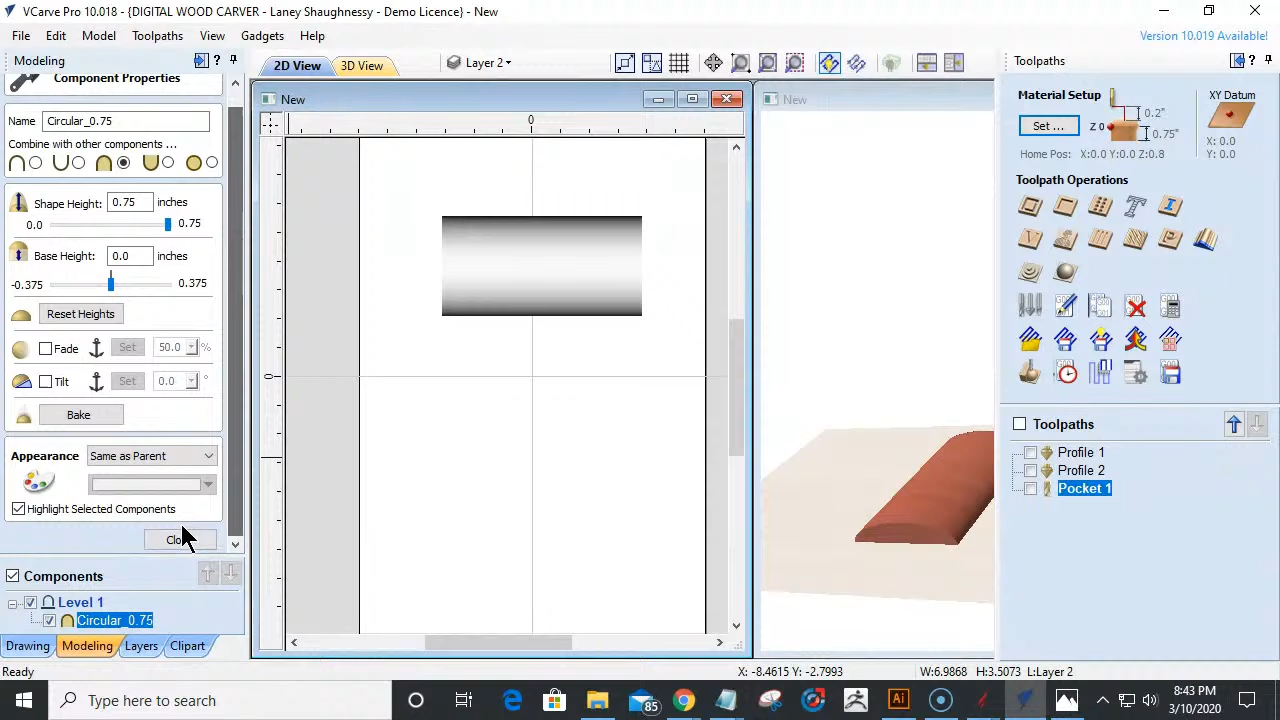 VCarve Pro 10.018 - {DIGITAL WOOD CARVER - Laney Shaughnessy - Demo Licence} - New
File Edit Model Toolpaths View Gadgets Help
Version 10.019 Available!
Modeling
Component Properties
Name Circular_0.75
Combine with other components ...
Shape Height: 0.75 inches
0.0 0.75
Base Height: 0.0 inches
-0.375 0.375
Reset Heights
Fade Set 50.0 %
Tilt Set 0.0 °
Bake
Appearance Same as Parent
Highlight Selected Components
Clo
Components
Level 1
Circular_0.75
Drawing Modeling Layers Clipart
2D View 3D View Layer 2
New
0
0
New
Toolpaths
Material Setup
Set ...
Z 0
0.2"
0.75"
XY Datum
X: 0.0
Y: 0.0
Home Pos: X:0.0 Y:0.0 Z:0.8
Toolpath Operations
Toolpaths
Profile 1
Profile 2
Pocket 1
Ready X: -8.4615 Y: -2.7993 W:6.9868 H:3.5073 L:Layer 2
Type here to search
85
Ai
8:43 PM
3/10/2020